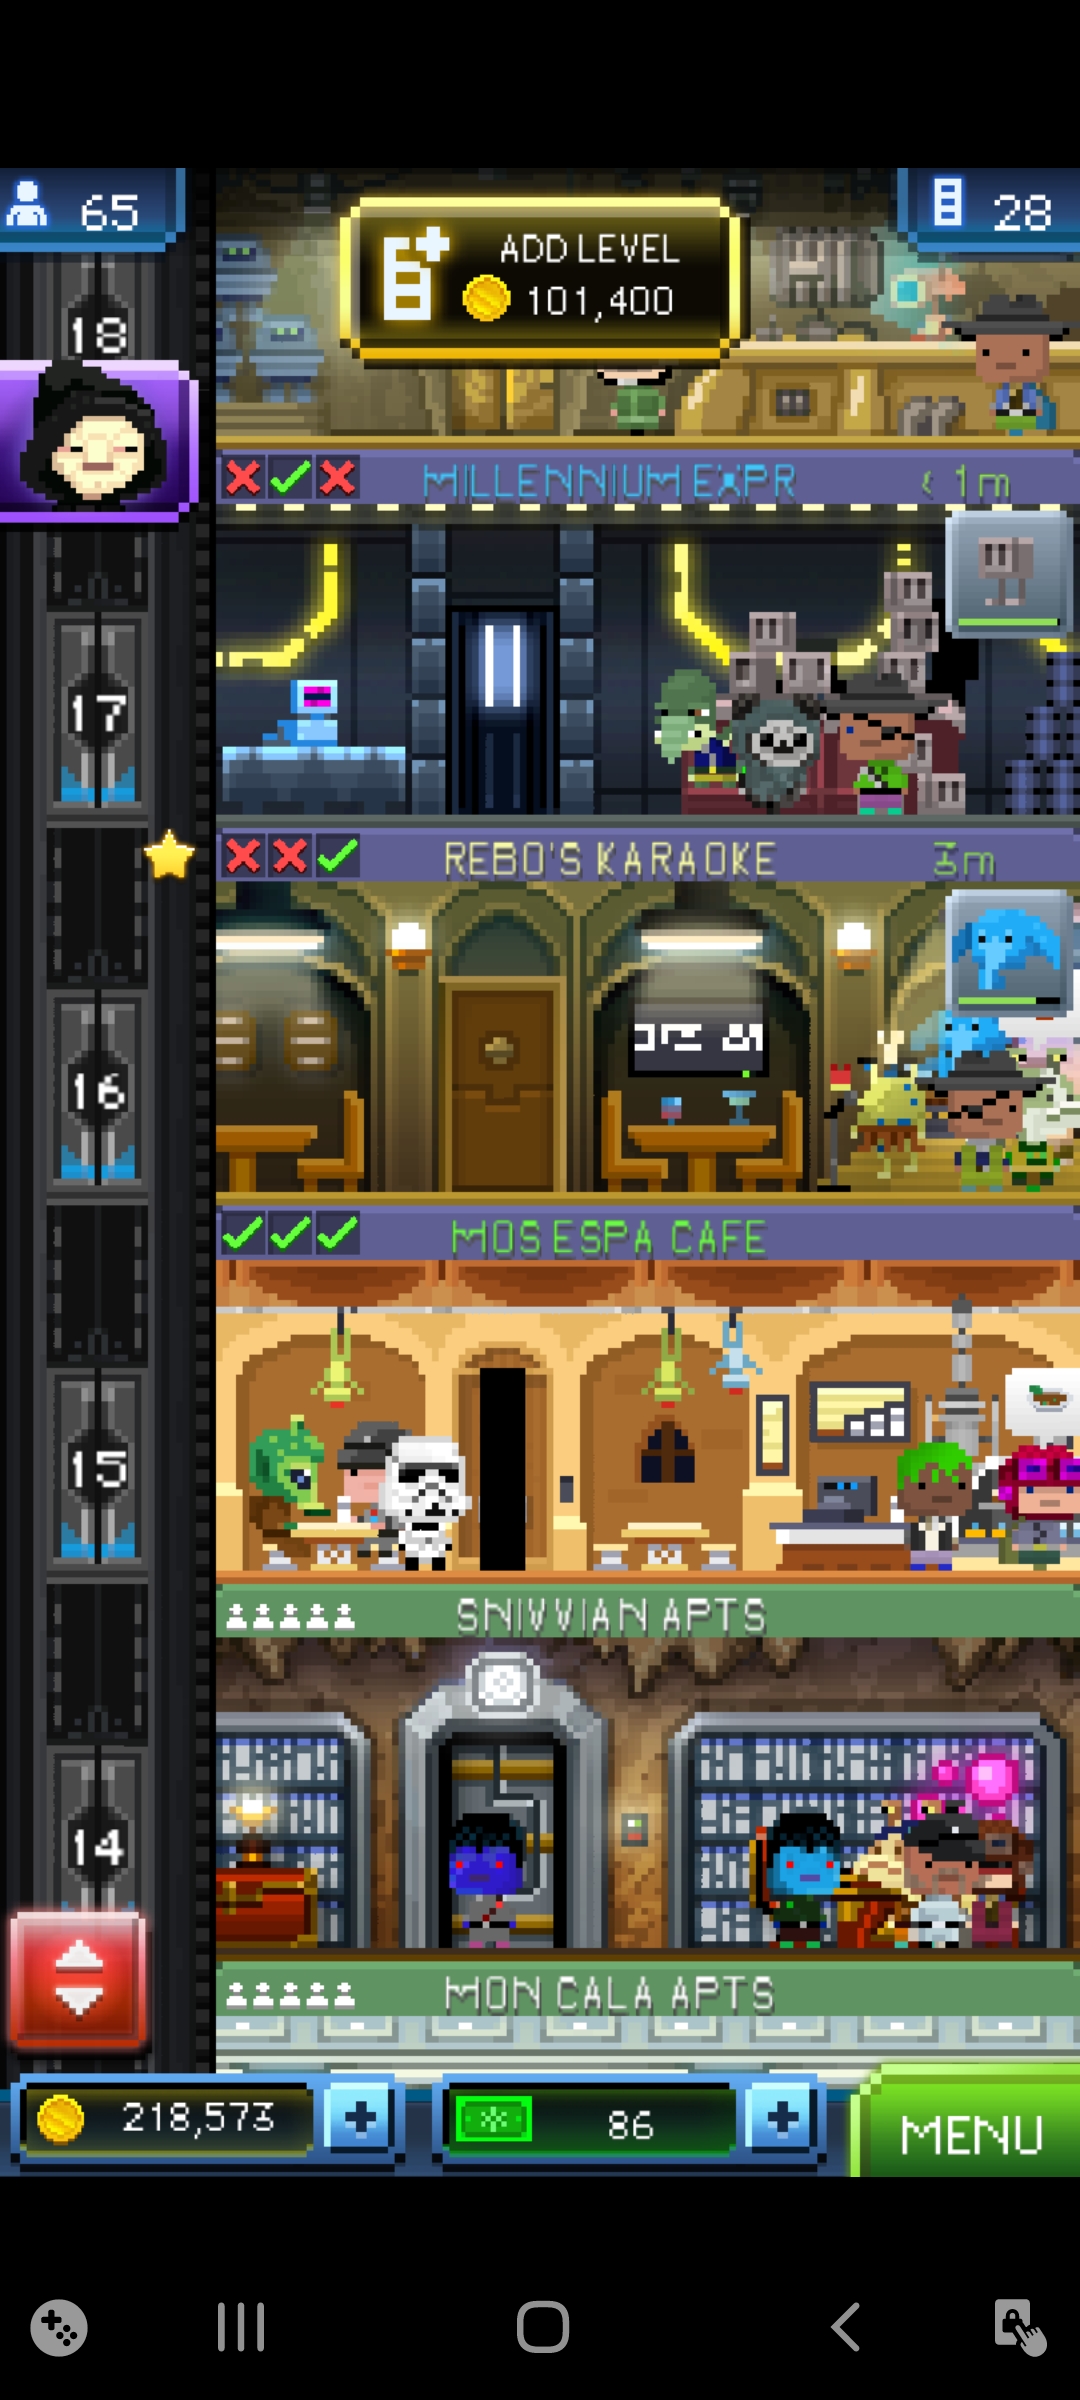 65
28
ADD LEVEL
101,400
18
MILLENNIUM EXPR
< 1m
17
REBO'S KARAOKE
3m
16
MOS ESPA CAFE
15
SNIVVIAN APTS
14
MON CALA APTS
218,573
86
MENU